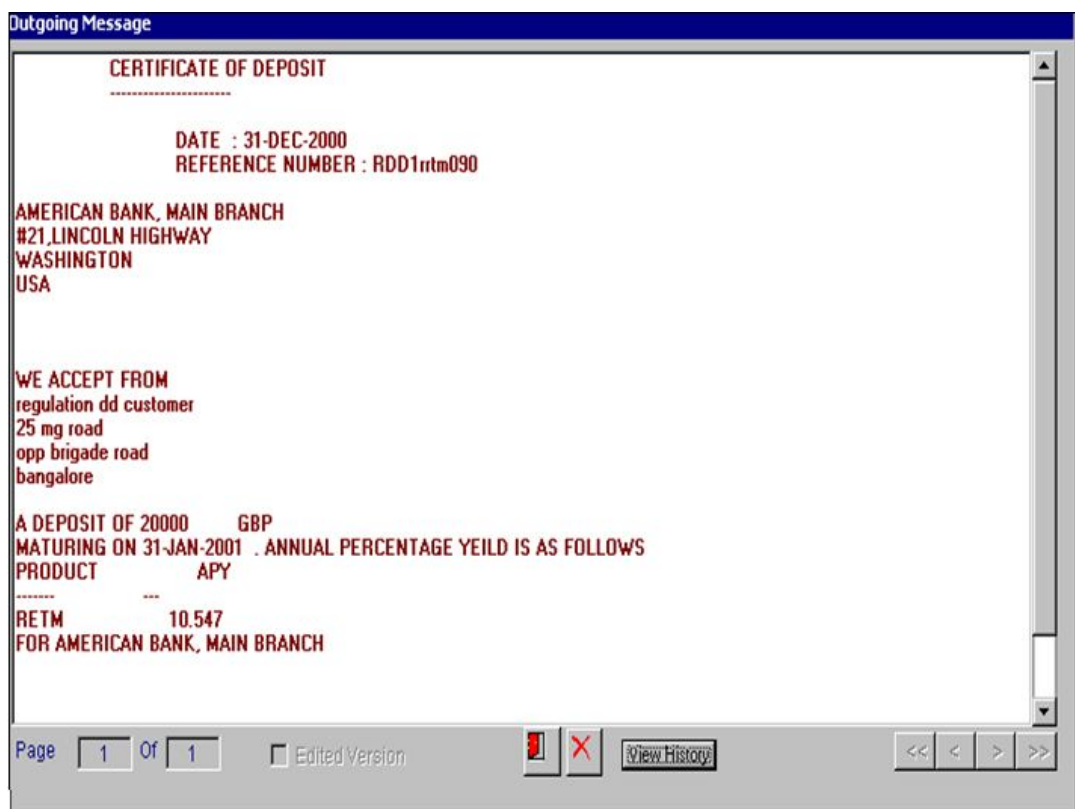 Outgoing Message
CERTIFICATE OF DEPOSIT
----------------------
DATE : 31-DEC-2000
REFERENCE NUMBER : RDD1rrtm090
AMERICAN BANK, MAIN BRANCH
#21,LINCOLN HIGHWAY
WASHINGTON
USA
WE ACCEPT FROM
regulation dd customer
25 mg road
opp brigade road
bangalore
A DEPOSIT OF 20000 GBP
MATURING ON 31-JAN-2001 . ANNUAL PERCENTAGE YEILD IS AS FOLLOWS
PRODUCT APY
------- ---
RETM 10.547
FOR AMERICAN BANK, MAIN BRANCH
Page 1 Of 1 Edited Version View History << < > >>